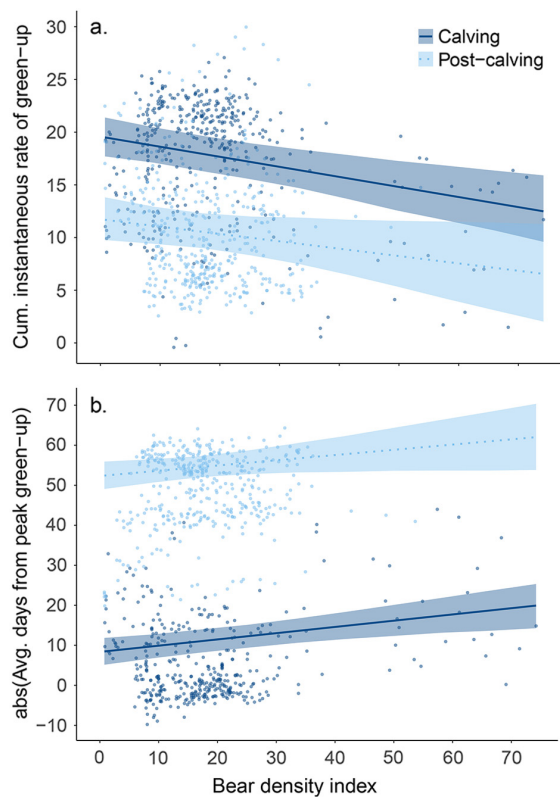 a.
Calving
Post−calving
Cum. instantaneous rate of green−up
30
25
20
15
10
5
0
b.
abs(Avg. days from peak green−up)
70
60
50
40
30
20
10
0
−10
0 10 20 30 40 50 60 70
Bear density index